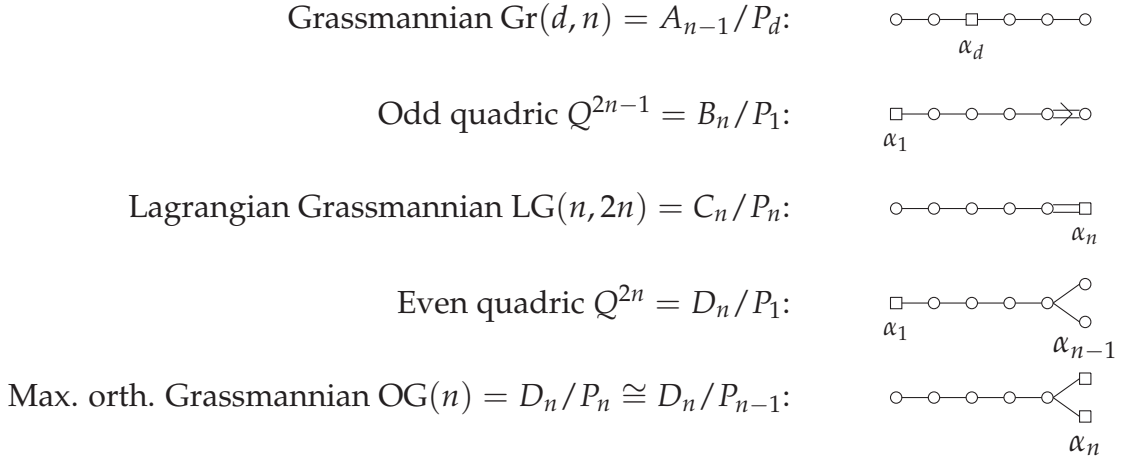 Grassmannian Gr(d, n) = A_{n−1}/P_d:
α_d
Odd quadric Q^{2n−1} = B_n/P_1:
α_1
Lagrangian Grassmannian LG(n, 2n) = C_n/P_n:
α_n
Even quadric Q^{2n} = D_n/P_1:
α_1 α_{n−1}
Max. orth. Grassmannian OG(n) = D_n/P_n ≅ D_n/P_{n−1}:
α_n